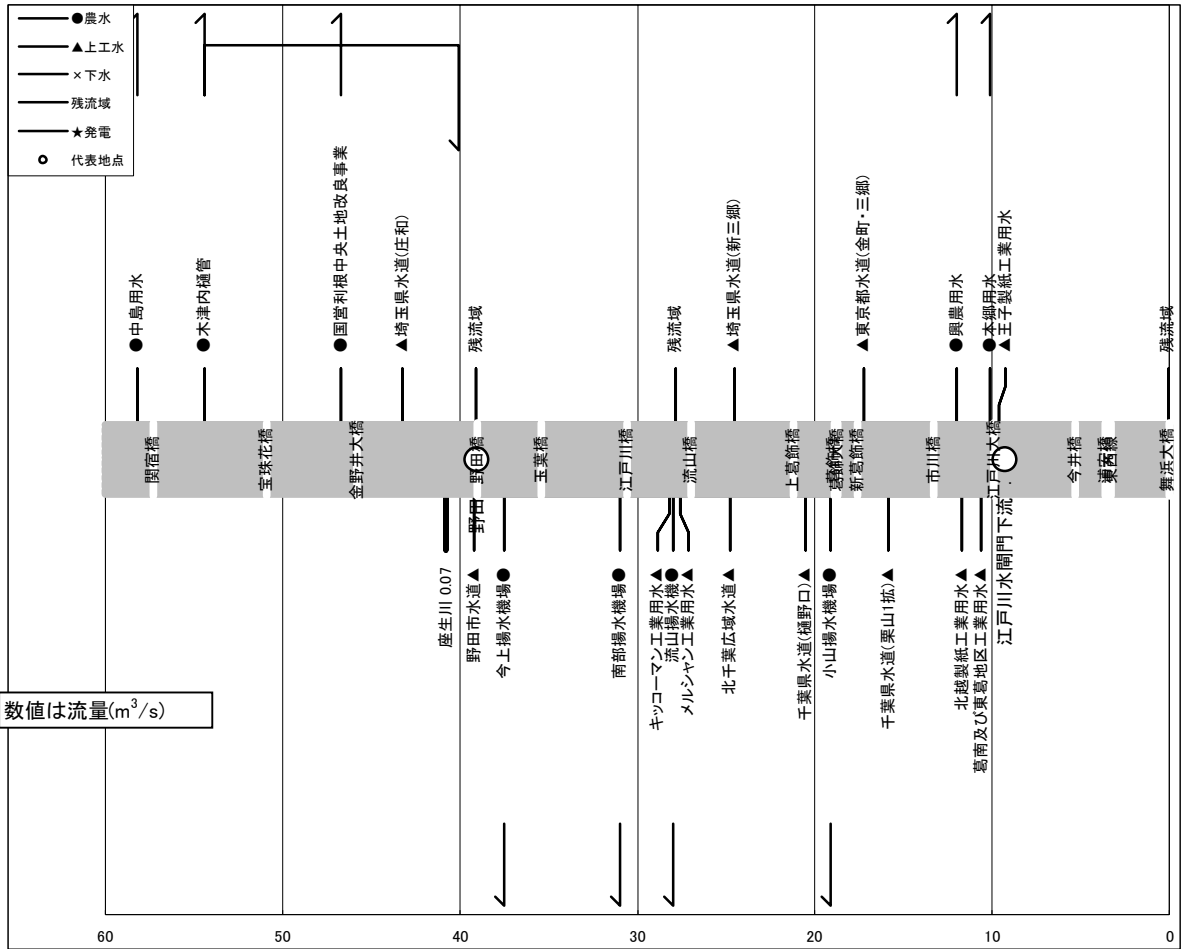 ●農水
▲上工水
×下水
残流域
★発電
代表地点
●中島用水
●木津内樋管
●国営利根中央土地改良事業
▲埼玉県水道(庄和)
残流域
残流域
▲埼玉県水道(新三郷)
▲東京都水道(金町・三郷)
●興農用水
●本郷用水
▲王子製紙工業用水
残流域
関宿橋
宝珠花橋
金野井大橋
野田橋
玉葉橋
江戸川橋
流山橋
上葛飾橋
葛飾大橋
新葛飾橋
市川橋
江戸川大橋
今井橋
浦安橋
東西線
舞浜大橋
野田
江戸川水閘門下流
座生川 0.07
野田市水道▲
今上揚水機場●
南部揚水機場●
キッコーマン工業用水▲
流山揚水機●
メルシャン工業用水▲
北千葉広域水道▲
千葉県水道(樋野口)▲
小山揚水機場●
千葉県水道(栗山1拡)▲
北越製紙工業用水▲
葛南及び東葛地区工業用水▲
数値は流量(m³/s)
60
50
40
30
20
10
0